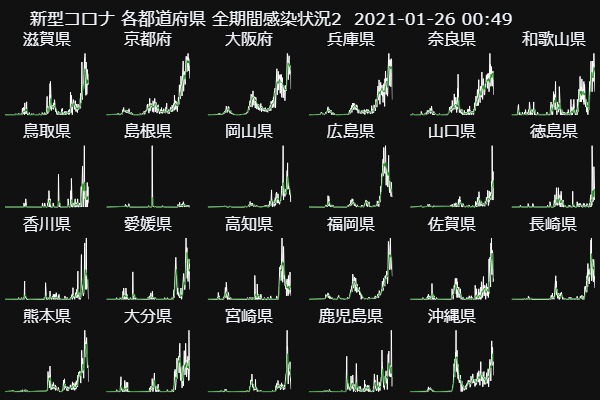 新型コロナ 各都道府県 全期間感染状況2 2021-01-26 00:49
滋賀県 京都府 大阪府 兵庫県 奈良県 和歌山県
鳥取県 島根県 岡山県 広島県 山口県 徳島県
香川県 愛媛県 高知県 福岡県 佐賀県 長崎県
熊本県 大分県 宮崎県 鹿児島県 沖縄県